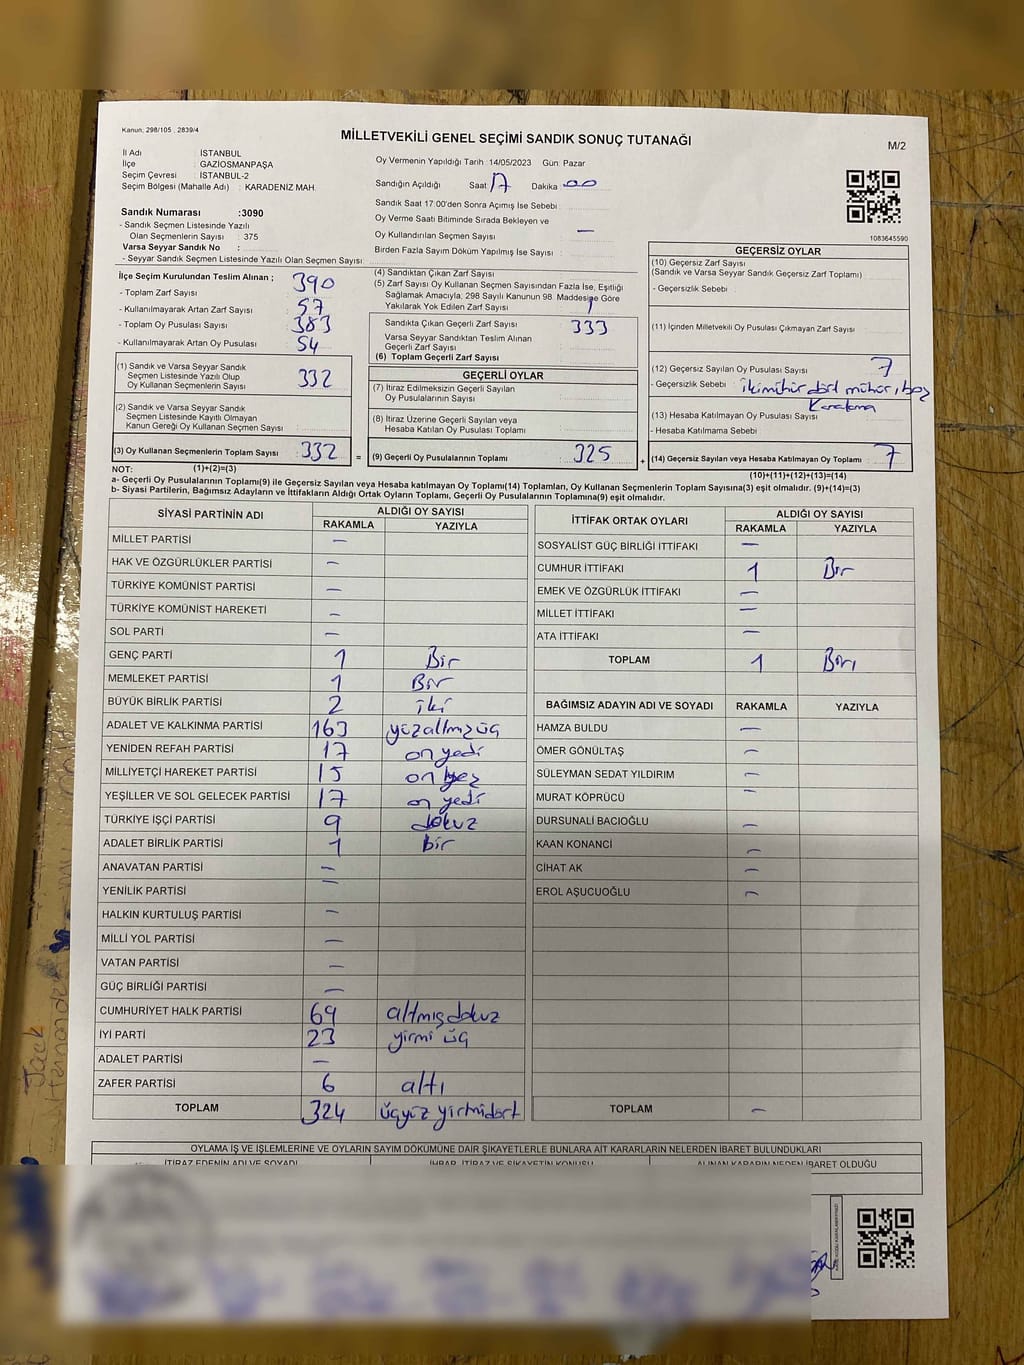 Kanun: 298/105 , 2839/4
MİLLETVEKİLİ GENEL SEÇİMİ SANDIK SONUÇ TUTANAĞI
M/2
İl Adı : İSTANBUL
İlçe : GAZİOSMANPAŞA
Seçim Çevresi : İSTANBUL-2
Seçim Bölgesi (Mahalle Adı) : KARADENİZ MAH.
Oy Vermenin Yapıldığı Tarih :14/05/2023 Gün: Pazar
Sandığın Açıldığı Saat 17 Dakika 00
Sandık Saat 17:00'den Sonra Açımış İse Sebebi :
Oy Verme Saati Bitiminde Sırada Bekleyen ve
Oy Kullandırılan Seçmen Sayısı : —
Birden Fazla Sayım Döküm Yapılmış İse Sayısı :
1083645590
Sandık Numarası :3090
- Sandık Seçmen Listesinde Yazılı
Olan Seçmenlerin Sayısı : 375
Varsa Seyyar Sandık No :
- Seyyar Sandık Seçmen Listesinde Yazılı Olan Seçmen Sayısı:
İlçe Seçim Kurulundan Teslim Alınan ;
- Toplam Zarf Sayısı : 390
- Kullanılmayarak Artan Zarf Sayısı : 57
- Toplam Oy Pusulası Sayısı : 383
- Kullanılmayarak Artan Oy Pusulası : 54
(1) Sandık ve Varsa Seyyar Sandık
Seçmen Listesinde Yazılı Olup
Oy Kullanan Seçmenlerin Sayısı : 332
(2) Sandık ve Varsa Seyyar Sandık
Seçmen Listesinde Kayıtlı Olmayan
Kanun Gereği Oy Kullanan Seçmen Sayısı :
(3) Oy Kullanan Seçmenlerin Toplam Sayısı : 332
(1)+(2)=(3)
(4) Sandıktan Çıkan Zarf Sayısı
(5) Zarf Sayısı Oy Kullanan Seçmen Sayısından Fazla İse, Eşitliği
Sağlamak Amacıyla, 298 Sayılı Kanunun 98. Maddesine Göre
Yakılarak Yok Edilen Zarf Sayısı : 1
Sandıkta Çıkan Geçerli Zarf Sayısı : 333
Varsa Seyyar Sandıktan Teslim Alınan
Geçerli Zarf Sayısı :
(6) Toplam Geçerli Zarf Sayısı
GEÇERLİ OYLAR
(7) İtiraz Edilmeksizin Geçerli Sayılan
Oy Pusulalarının Sayısı :
(8) İtiraz Üzerine Geçerli Sayılan veya
Hesaba Katılan Oy Pusulası Toplamı :
= (9) Geçerli Oy Pusulalarının Toplamı : 325
GEÇERSİZ OYLAR
(10) Geçersiz Zarf Sayısı
(Sandık ve Varsa Seyyar Sandık Geçersiz Zarf Toplamı)
- Geçersizlik Sebebi :
(11) İçinden Milletvekili Oy Pusulası Çıkmayan Zarf Sayısı :
(12) Geçersiz Sayılan Oy Pusulası Sayısı : 7
- Geçersizlik Sebebi : iki mühür dört mühür, boş
Karalama
(13) Hesaba Katılmayan Oy Pusulası Sayısı :
- Hesaba Katılmama Sebebi :
+ (14) Geçersiz Sayılan veya Hesaba Katılmayan Oy Toplamı : 7
(10)+(11)+(12)+(13)=(14)
NOT:
a- Geçerli Oy Pusulalarının Toplamı(9) ile Geçersiz Sayılan veya Hesaba katılmayan Oy Toplamı(14) Toplamları, Oy Kullanan Seçmenlerin Toplam Sayısına(3) eşit olmalıdır. (9)+(14)=(3)
b- Siyasi Partilerin, Bağımsız Adayların ve İttifakların Aldığı Ortak Oyların Toplamı, Geçerli Oy Pusulalarının Toplamına(9) eşit olmalıdır.
SİYASİ PARTİNİN ADI
ALDIĞI OY SAYISI
RAKAMLA YAZIYLA
MİLLET PARTİSİ —
HAK VE ÖZGÜRLÜKLER PARTİSİ —
TÜRKİYE KOMÜNİST PARTİSİ —
TÜRKİYE KOMÜNİST HAREKETİ —
SOL PARTİ —
GENÇ PARTİ 1 Bir
MEMLEKET PARTİSİ 1 Bir
BÜYÜK BİRLİK PARTİSİ 2 iki
ADALET VE KALKINMA PARTİSİ 163 yüzaltmışüç
YENİDEN REFAH PARTİSİ 17 on yedi
MİLLİYETÇİ HAREKET PARTİSİ 15 on beş
YEŞİLLER VE SOL GELECEK PARTİSİ 17 on yedi
TÜRKİYE İŞÇİ PARTİSİ 9 dokuz
ADALET BİRLİK PARTİSİ 1 bir
ANAVATAN PARTİSİ —
YENİLİK PARTİSİ —
HALKIN KURTULUŞ PARTİSİ —
MİLLİ YOL PARTİSİ —
VATAN PARTİSİ —
GÜÇ BİRLİĞİ PARTİSİ —
CUMHURİYET HALK PARTİSİ 69 altmış dokuz
İYİ PARTİ 23 yirmi üç
ADALET PARTİSİ —
ZAFER PARTİSİ 6 altı
TOPLAM 324 üçyüz yirmidört
İTTİFAK ORTAK OYLARI
ALDIĞI OY SAYISI
RAKAMLA YAZIYLA
SOSYALİST GÜÇ BİRLİĞİ İTTİFAKI —
CUMHUR İTTİFAKI 1 Bir
EMEK VE ÖZGÜRLÜK İTTİFAKI —
MİLLET İTTİFAKI —
ATA İTTİFAKI —
TOPLAM 1 Bir
BAĞIMSIZ ADAYIN ADI VE SOYADI RAKAMLA YAZIYLA
HAMZA BULDU —
ÖMER GÖNÜLTAŞ —
SÜLEYMAN SEDAT YILDIRIM —
MURAT KÖPRÜCÜ —
DURSUNALİ BACIOĞLU —
KAAN KONANCİ —
CİHAT AK —
EROL AŞUCUOĞLU —
TOPLAM —
OYLAMA İŞ VE İŞLEMLERİNE VE OYLARIN SAYIM DÖKÜMÜNE DAİR ŞİKAYETLERLE BUNLARA AİT KARARLARIN NELERDEN İBARET BULUNDUKLARI
İTİRAZ EDENİN ADI VE SOYADI İHBAR, İTİRAZ VE ŞİKAYETİN KONUSU ALINAN KARARIN NEDEN İBARET OLDUĞU
Jack